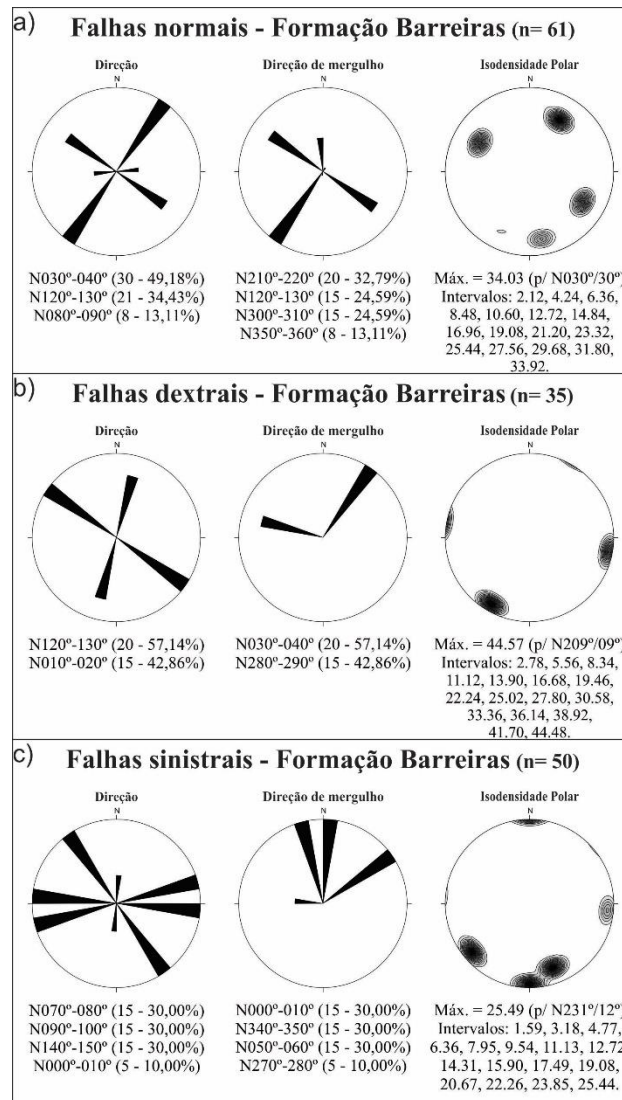 a) Falhas normais - Formação Barreiras (n= 61)
Direção
N
N030º-040º (30 - 49,18%)
N120º-130º (21 - 34,43%)
N080º-090º (8 - 13,11%)
Direção de mergulho
N
N210º-220º (20 - 32,79%)
N120º-130º (15 - 24,59%)
N300º-310º (15 - 24,59%)
N350º-360º (8 - 13,11%)
Isodensidade Polar
N
Máx. = 34.03 (p/ N030º/30º)
Intervalos: 2.12, 4.24, 6.36,
8.48, 10.60, 12.72, 14.84,
16.96, 19.08, 21.20, 23.32,
25.44, 27.56, 29.68, 31.80,
33.92.
b) Falhas dextrais - Formação Barreiras (n= 35)
Direção
N
N120º-130º (20 - 57,14%)
N010º-020º (15 - 42,86%)
Direção de mergulho
N
N030º-040º (20 - 57,14%)
N280º-290º (15 - 42,86%)
Isodensidade Polar
N
Máx. = 44.57 (p/ N209º/09º)
Intervalos: 2.78, 5.56, 8.34,
11.12, 13.90, 16.68, 19.46,
22.24, 25.02, 27.80, 30.58,
33.36, 36.14, 38.92,
41.70, 44.48.
c) Falhas sinistrais - Formação Barreiras (n= 50)
Direção
N
N070º-080º (15 - 30,00%)
N090º-100º (15 - 30,00%)
N140º-150º (15 - 30,00%)
N000º-010º (5 - 10,00%)
Direção de mergulho
N
N000º-010º (15 - 30,00%)
N340º-350º (15 - 30,00%)
N050º-060º (15 - 30,00%)
N270º-280º (5 - 10,00%)
Isodensidade Polar
N
Máx. = 25.49 (p/ N231º/12º)
Intervalos: 1.59, 3.18, 4.77,
6.36, 7.95, 9.54, 11.13, 12.72,
14.31, 15.90, 17.49, 19.08,
20.67, 22.26, 23.85, 25.44.